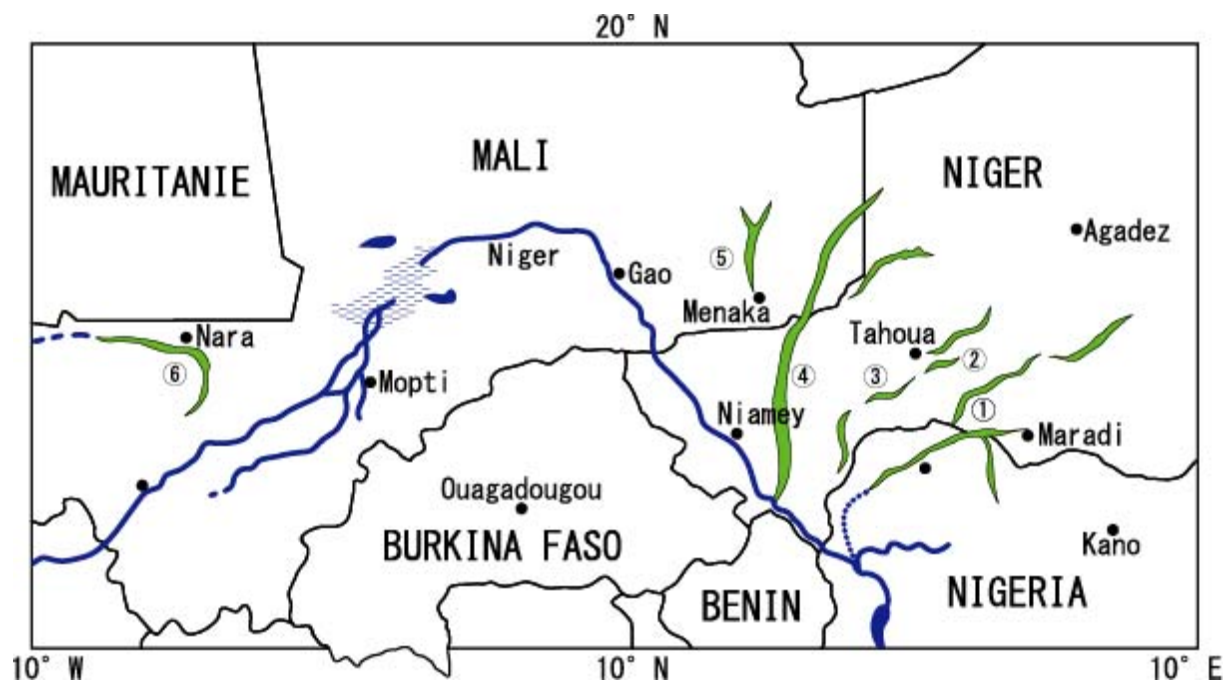 20° N
MAURITANIE
MALI
NIGER
Agadez
Niger
Gao
⑤
Menaka
Nara
⑥
Mopti
Tahoua
②
③
④
①
Niamey
Maradi
Ouagadougou
BURKINA FASO
Kano
BENIN
NIGERIA
10° W
10° N
10° E